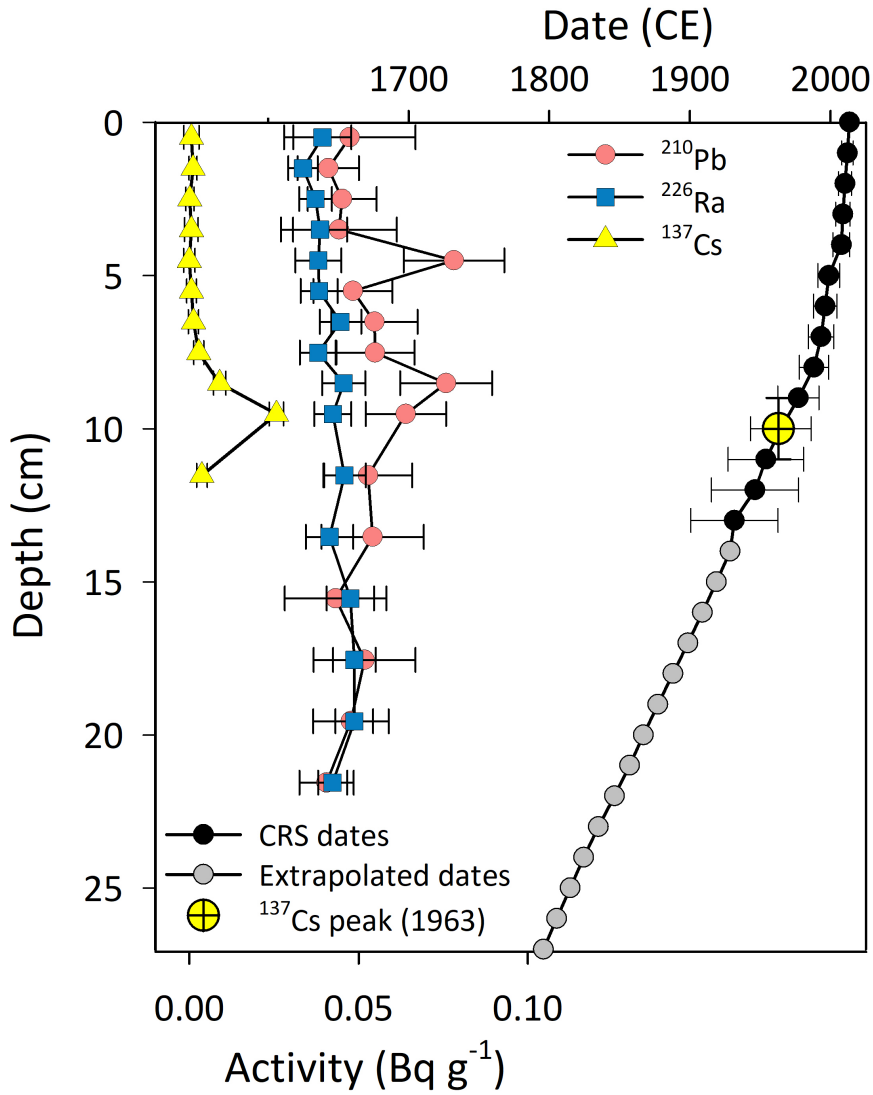 Date (CE)
1700 1800 1900 2000
0
²¹⁰Pb
²²⁶Ra
¹³⁷Cs
5
10
15
20
25
Depth (cm)
CRS dates
Extrapolated dates
¹³⁷Cs peak (1963)
0.00 0.05 0.10
Activity (Bq g⁻¹)